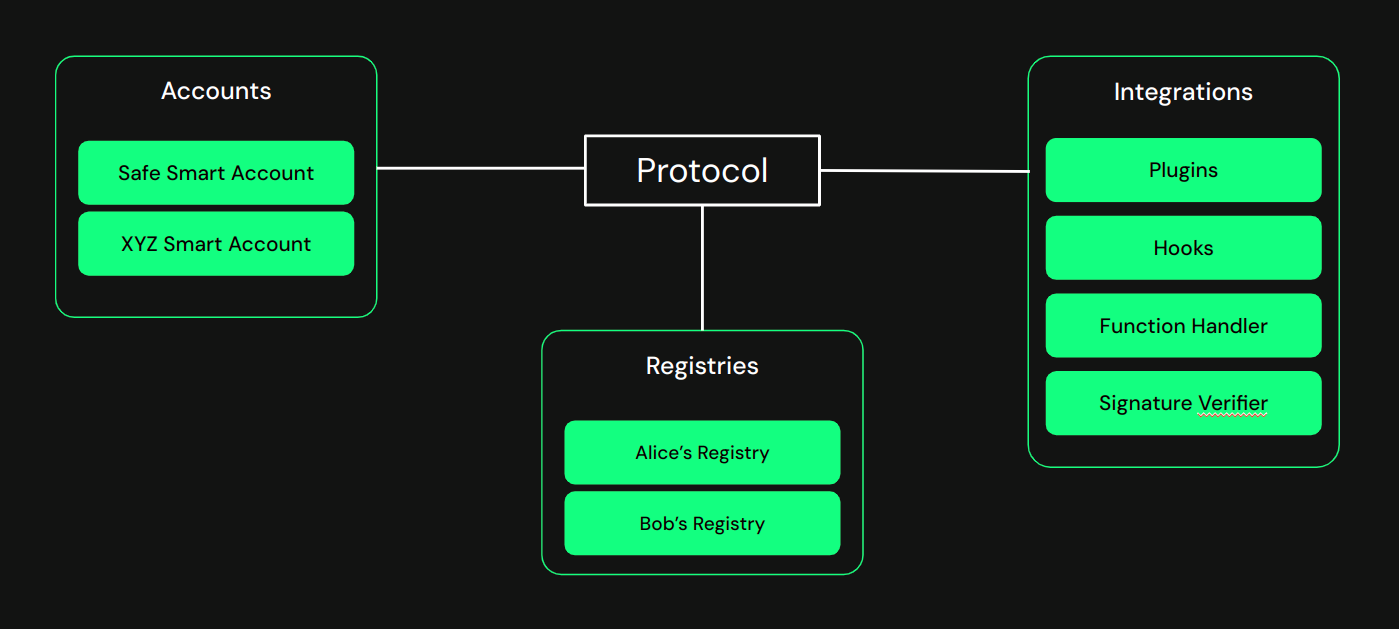 Accounts
Safe Smart Account
XYZ Smart Account
Protocol
Registries
Alice’s Registry
Bob’s Registry
Integrations
Plugins
Hooks
Function Handler
Signature Verifier